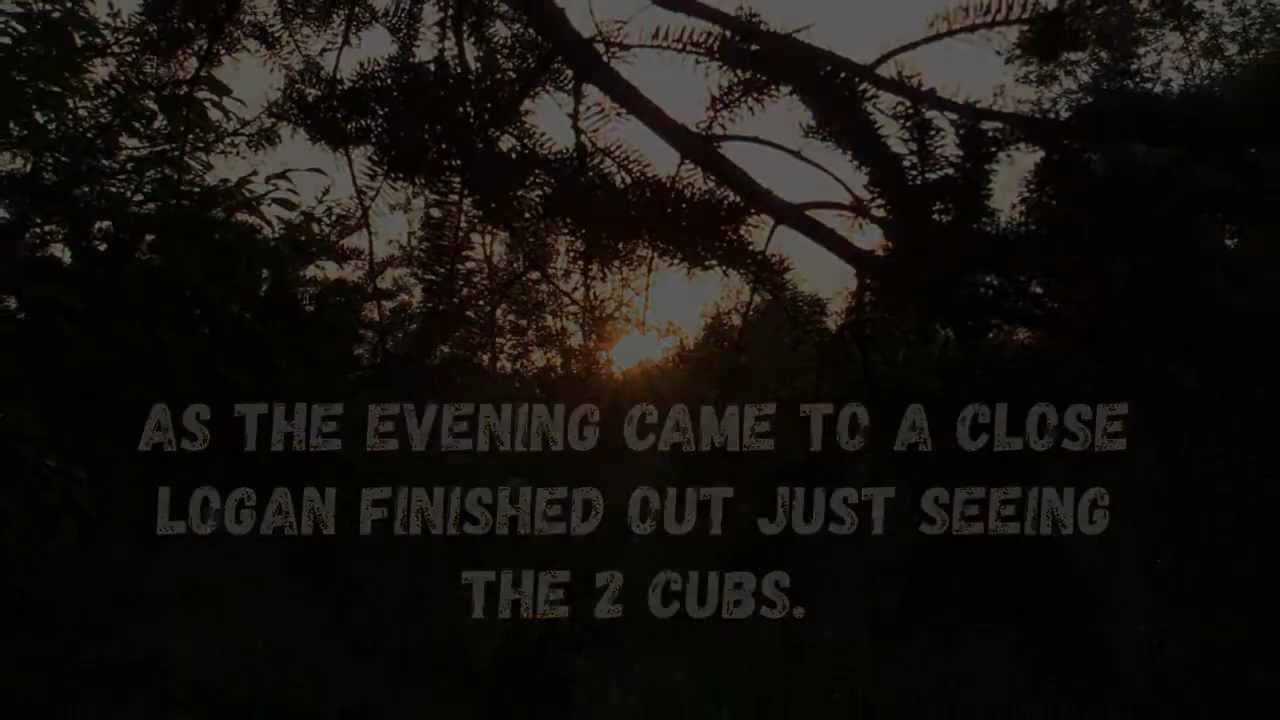 AS THE EVENING CAME TO A CLOSE
LOGAN FINISHED OUT JUST SEEING
THE 2 CUBS.